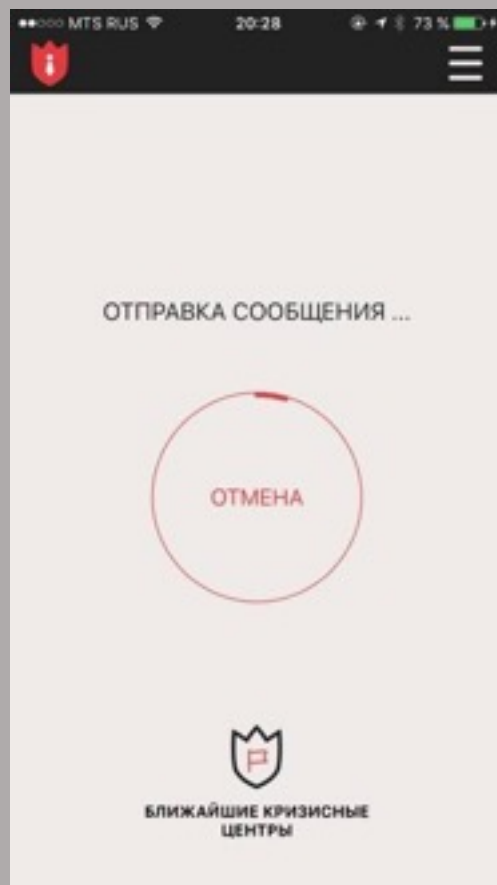 MTS RUS 20:28 73 %
ОТПРАВКА СООБЩЕНИЯ ...
ОТМЕНА
БЛИЖАЙШИЕ КРИЗИСНЫЕ
ЦЕНТРЫ